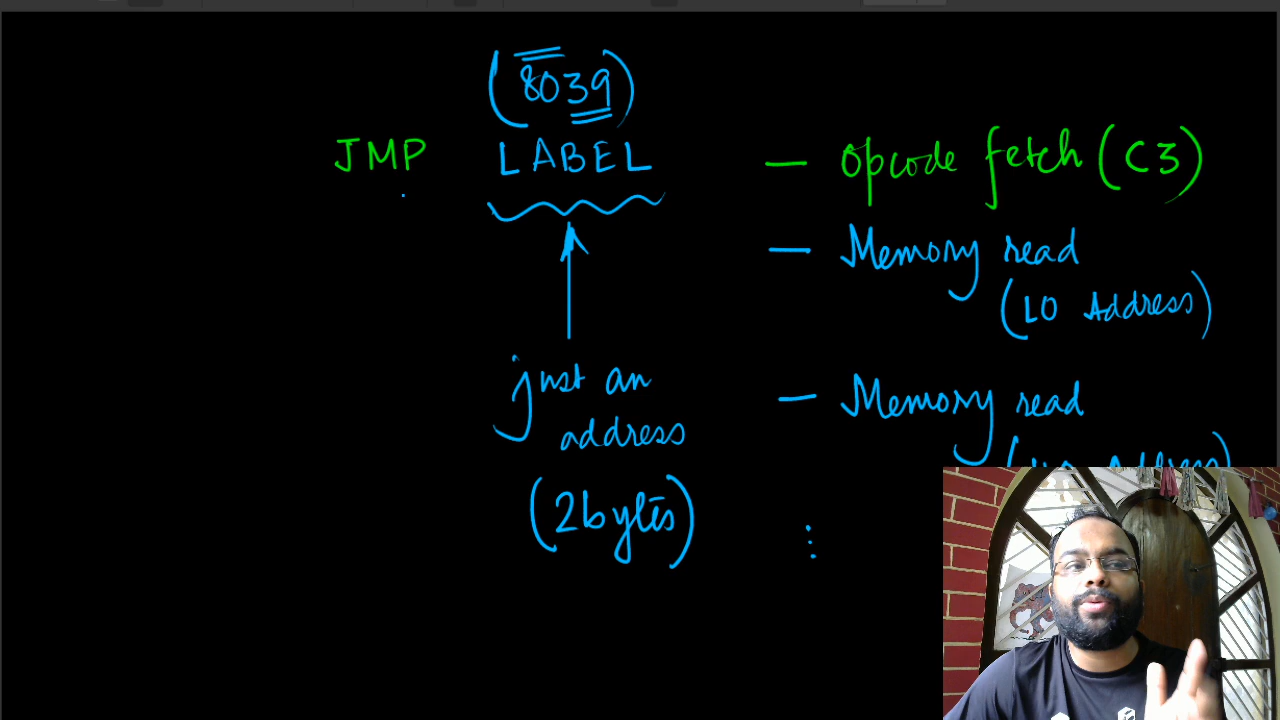 (8039)
JMP LABEL
just an
address
(2bytes)
— Opcode fetch (C3)
— Memory read
(LO Address)
— Memory read